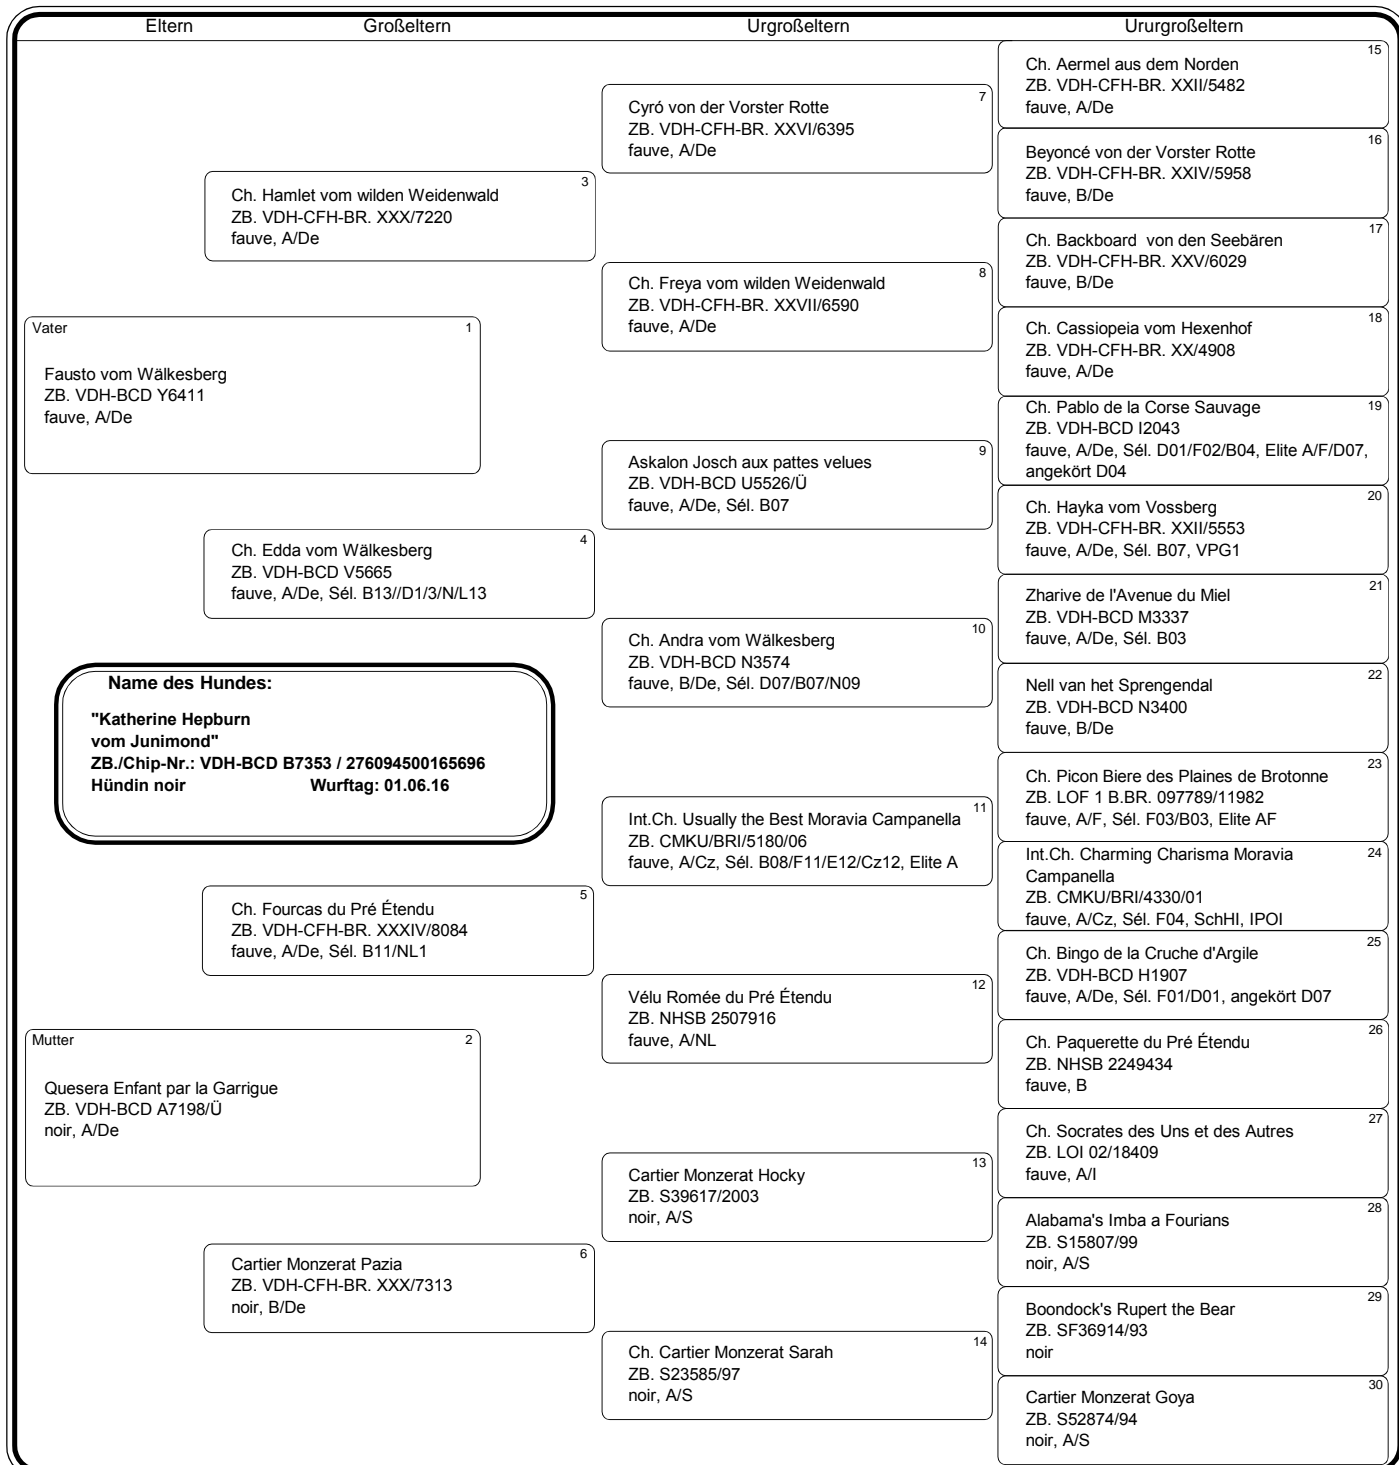 Eltern Großeltern Urgroßeltern Ururgroßeltern
Vater 1
Fausto vom Wälkesberg
ZB. VDH-BCD Y6411
fauve, A/De
Mutter 2
Quesera Enfant par la Garrigue
ZB. VDH-BCD A7198/Ü
noir, A/De
Name des Hundes:
"Katherine Hepburn
vom Junimond"
ZB./Chip-Nr.: VDH-BCD B7353 / 276094500165696
Hündin noir Wurftag: 01.06.16
3
Ch. Hamlet vom wilden Weidenwald
ZB. VDH-CFH-BR. XXX/7220
fauve, A/De
4
Ch. Edda vom Wälkesberg
ZB. VDH-BCD V5665
fauve, A/De, Sél. B13//D1/3/N/L13
5
Ch. Fourcas du Pré Étendu
ZB. VDH-CFH-BR. XXXIV/8084
fauve, A/De, Sél. B11/NL1
6
Cartier Monzerat Pazia
ZB. VDH-CFH-BR. XXX/7313
noir, B/De
7
Cyró von der Vorster Rotte
ZB. VDH-CFH-BR. XXVI/6395
fauve, A/De
8
Ch. Freya vom wilden Weidenwald
ZB. VDH-CFH-BR. XXVII/6590
fauve, A/De
9
Askalon Josch aux pattes velues
ZB. VDH-BCD U5526/Ü
fauve, A/De, Sél. B07
10
Ch. Andra vom Wälkesberg
ZB. VDH-BCD N3574
fauve, B/De, Sél. D07/B07/N09
11
Int.Ch. Usually the Best Moravia Campanella
ZB. CMKU/BRI/5180/06
fauve, A/Cz, Sél. B08/F11/E12/Cz12, Elite A
12
Vélu Romée du Pré Étendu
ZB. NHSB 2507916
fauve, A/NL
13
Cartier Monzerat Hocky
ZB. S39617/2003
noir, A/S
14
Ch. Cartier Monzerat Sarah
ZB. S23585/97
noir, A/S
15
Ch. Aermel aus dem Norden
ZB. VDH-CFH-BR. XXII/5482
fauve, A/De
16
Beyoncé von der Vorster Rotte
ZB. VDH-CFH-BR. XXIV/5958
fauve, B/De
17
Ch. Backboard von den Seebären
ZB. VDH-CFH-BR. XXV/6029
fauve, B/De
18
Ch. Cassiopeia vom Hexenhof
ZB. VDH-CFH-BR. XX/4908
fauve, A/De
19
Ch. Pablo de la Corse Sauvage
ZB. VDH-BCD I2043
fauve, A/De, Sél. D01/F02/B04, Elite A/F/D07,
angekört D04
20
Ch. Hayka vom Vossberg
ZB. VDH-CFH-BR. XXII/5553
fauve, A/De, Sél. B07, VPG1
21
Zharive de l'Avenue du Miel
ZB. VDH-BCD M3337
fauve, A/De, Sél. B03
22
Nell van het Sprengendal
ZB. VDH-BCD N3400
fauve, B/De
23
Ch. Picon Biere des Plaines de Brotonne
ZB. LOF 1 B.BR. 097789/11982
fauve, A/F, Sél. F03/B03, Elite AF
24
Int.Ch. Charming Charisma Moravia
Campanella
ZB. CMKU/BRI/4330/01
fauve, A/Cz, Sél. F04, SchHI, IPOI
25
Ch. Bingo de la Cruche d'Argile
ZB. VDH-BCD H1907
fauve, A/De, Sél. F01/D01, angekört D07
26
Ch. Paquerette du Pré Étendu
ZB. NHSB 2249434
fauve, B
27
Ch. Socrates des Uns et des Autres
ZB. LOI 02/18409
fauve, A/I
28
Alabama's Imba a Fourians
ZB. S15807/99
noir, A/S
29
Boondock's Rupert the Bear
ZB. SF36914/93
noir
30
Cartier Monzerat Goya
ZB. S52874/94
noir, A/S